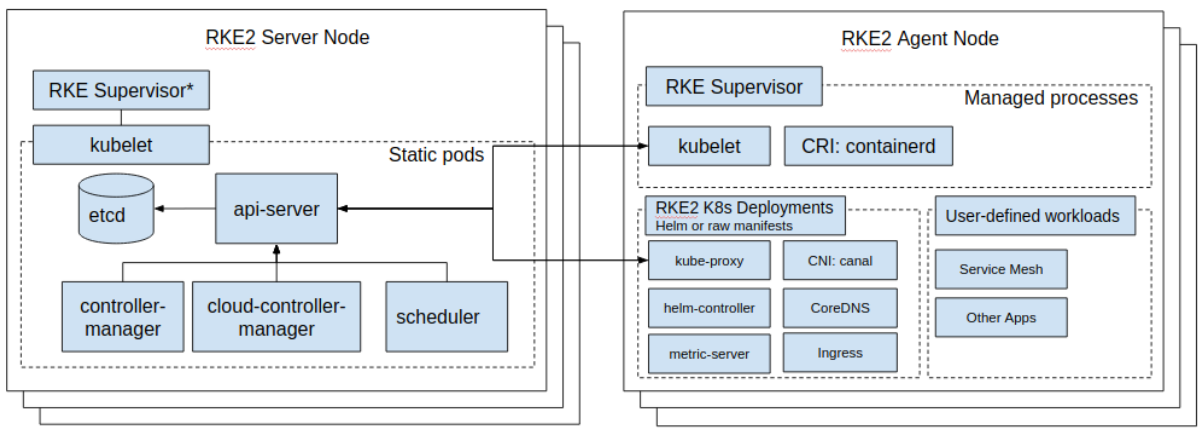 RKE2 Server Node
RKE Supervisor*
kubelet
Static pods
etcd
api-server
controller-
manager
cloud-controller-
manager
scheduler
RKE2 Agent Node
RKE Supervisor
Managed processes
kubelet
CRI: containerd
RKE2 K8s Deployments
Helm or raw manifests
kube-proxy
CNI: canal
helm-controller
CoreDNS
metric-server
Ingress
User-defined workloads
Service Mesh
Other Apps